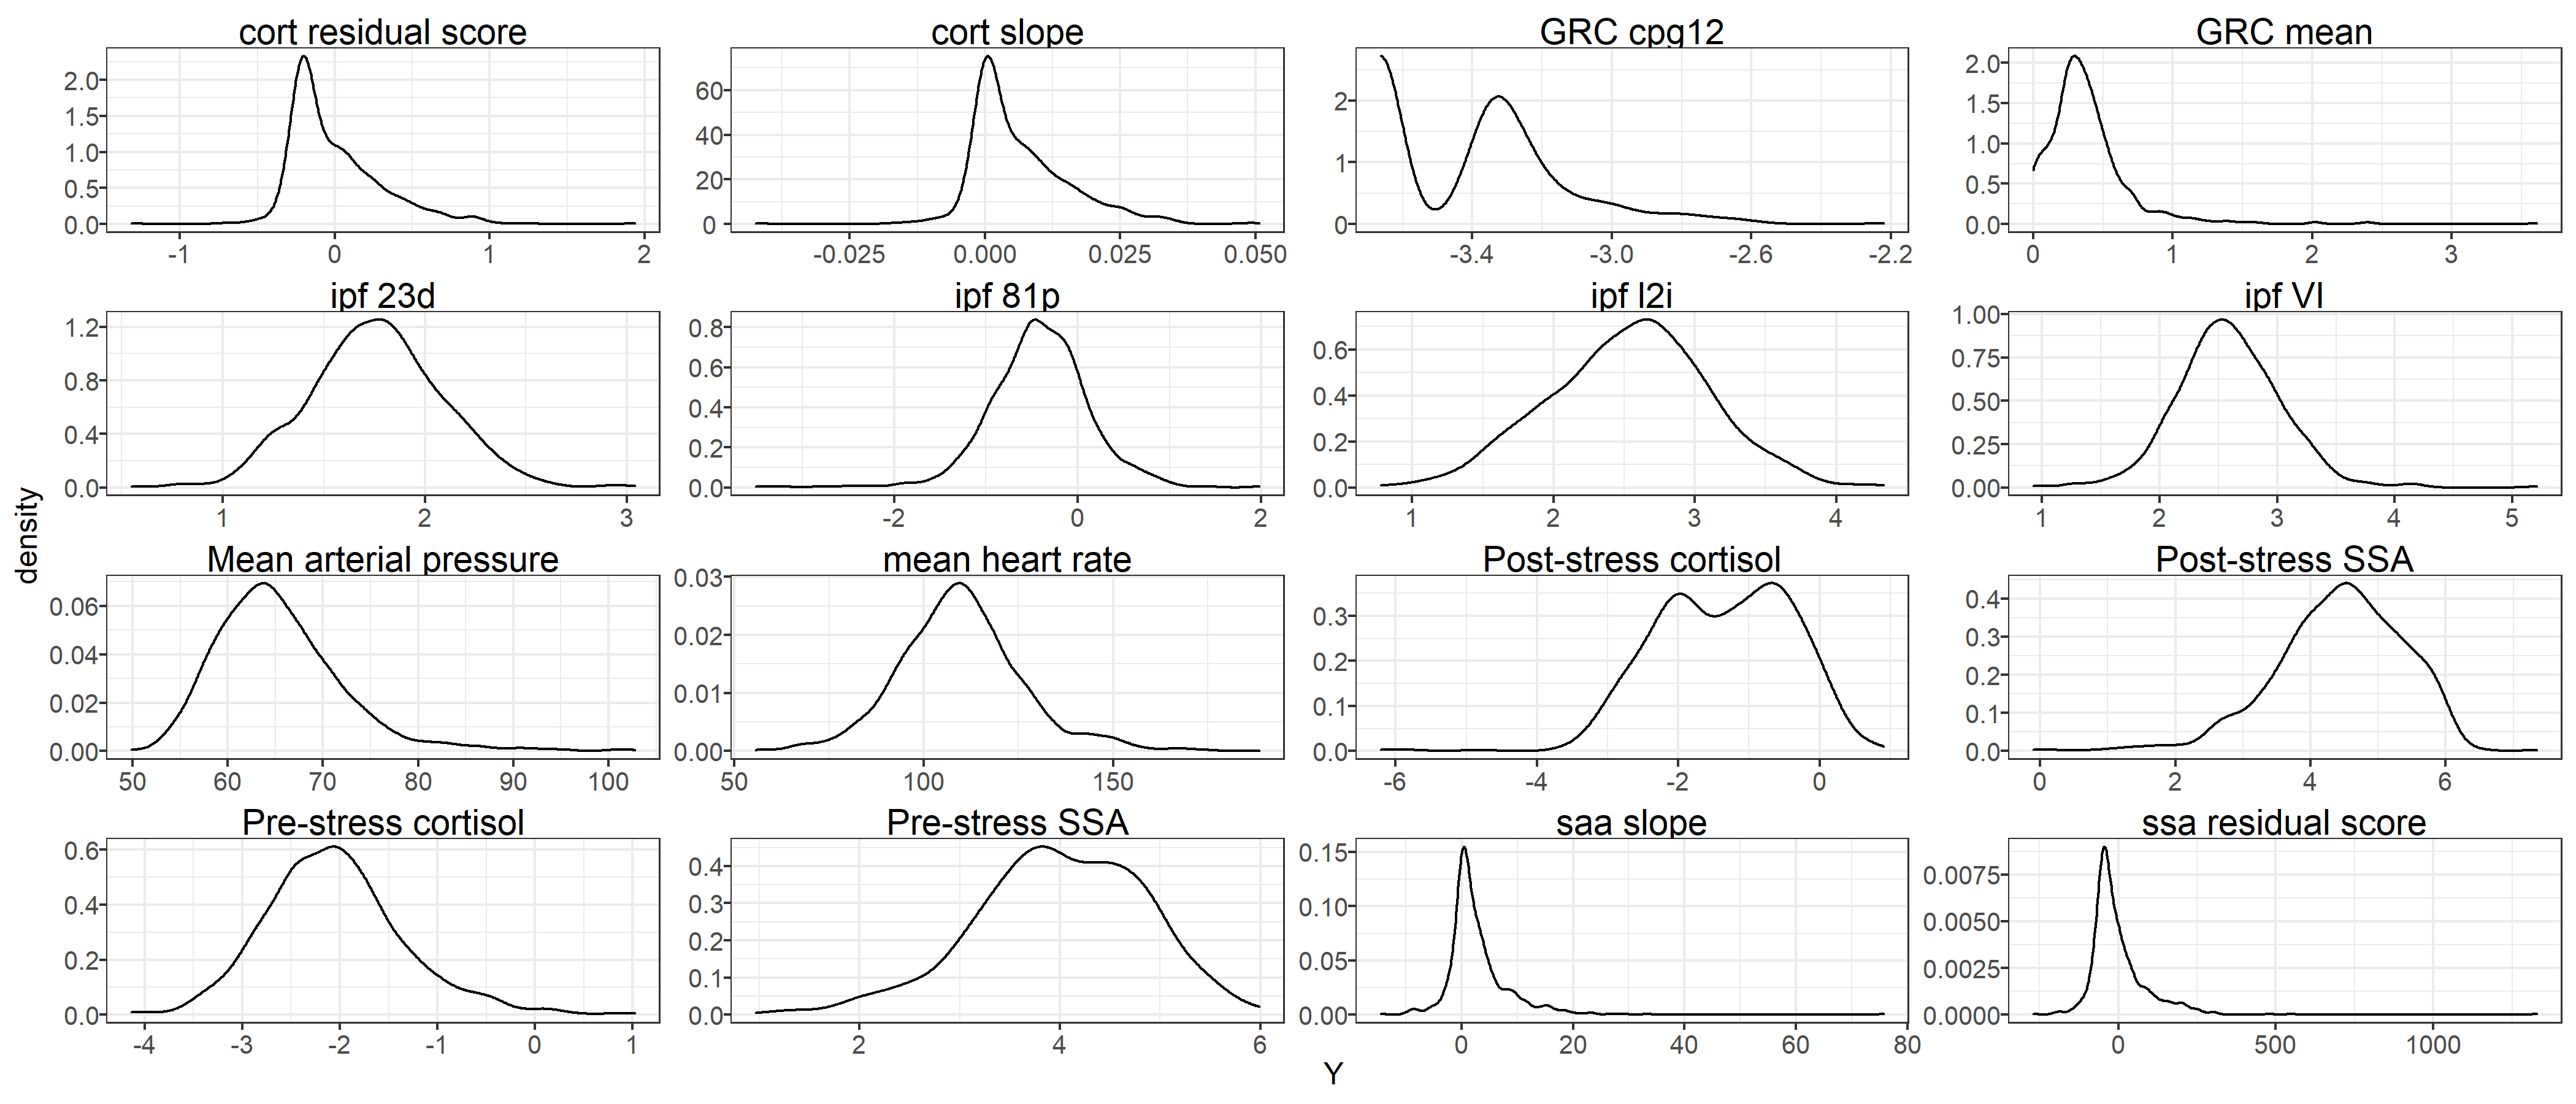 cort residual score
cort slope
GRC cpg12
GRC mean
2.0
1.5
1.0
0.5
0.0
-1 0 1 2
60
40
20
0
-0.025 0.000 0.025 0.050
2
1
0
-3.4 -3.0 -2.6 -2.2
2.0
1.5
1.0
0.5
0.0
0 1 2 3
ipf 23d
ipf 81p
ipf l2i
ipf VI
1.2
0.8
0.4
0.0
1 2 3
0.8
0.6
0.4
0.2
0.0
-2 0 2
0.6
0.4
0.2
0.0
1 2 3 4
1.00
0.75
0.50
0.25
0.00
1 2 3 4 5
density
Mean arterial pressure
mean heart rate
Post-stress cortisol
Post-stress SSA
0.06
0.04
0.02
0.00
50 60 70 80 90 100
0.03
0.02
0.01
0.00
50 100 150
0.3
0.2
0.1
0.0
-6 -4 -2 0
0.4
0.3
0.2
0.1
0.0
0 2 4 6
Pre-stress cortisol
Pre-stress SSA
saa slope
ssa residual score
0.6
0.4
0.2
0.0
-4 -3 -2 -1 0 1
0.4
0.3
0.2
0.1
0.0
2 4 6
0.15
0.10
0.05
0.00
0 20 40 60 80
0.0075
0.0050
0.0025
0.0000
0 500 1000
Y